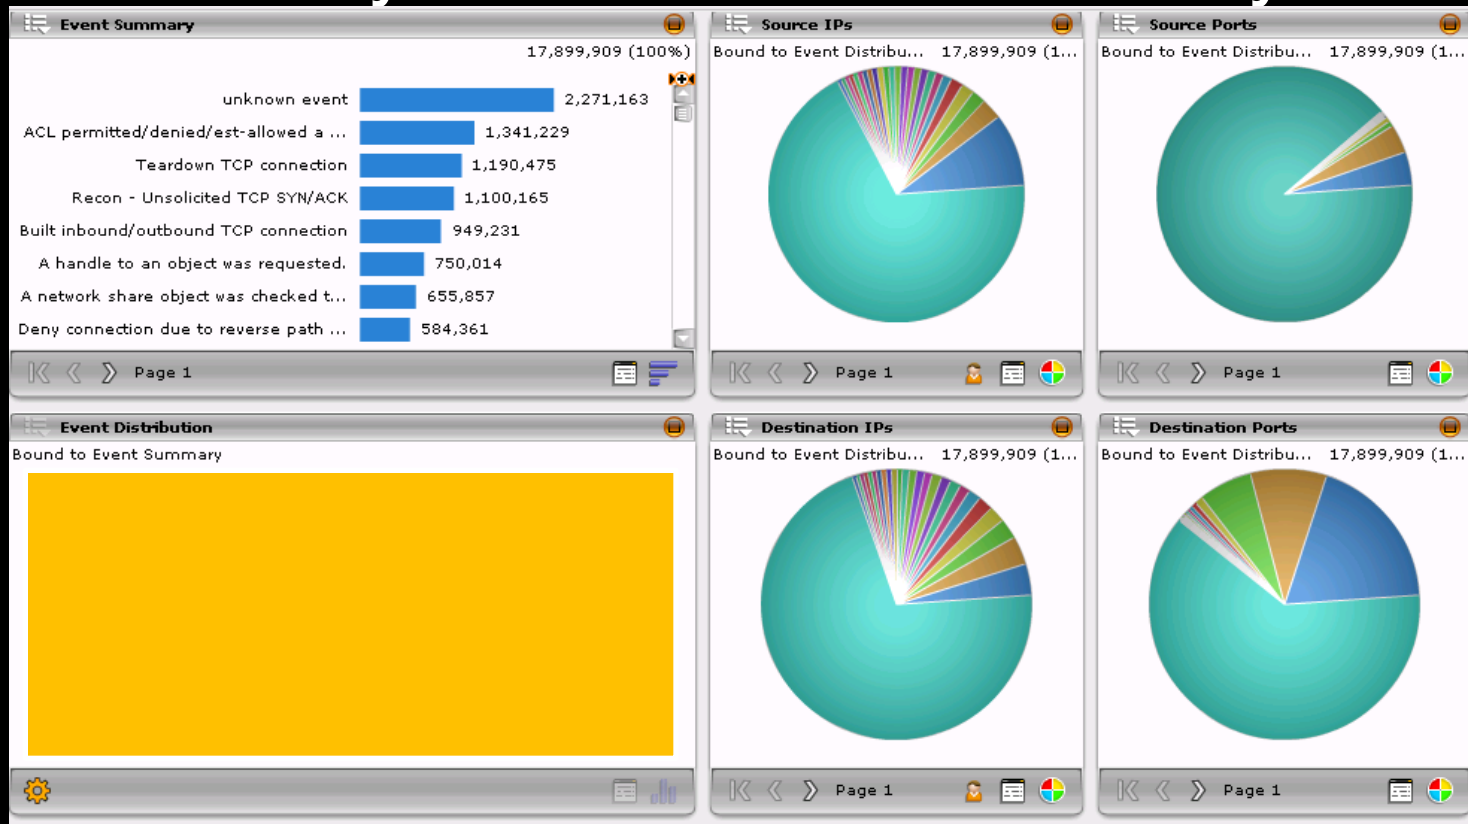 Event Summary
17,899,909 (100%)
unknown event 2,271,163
ACL permitted/denied/est-allowed a ... 1,341,229
Teardown TCP connection 1,190,475
Recon - Unsolicited TCP SYN/ACK 1,100,165
Built inbound/outbound TCP connection 949,231
A handle to an object was requested. 750,014
A network share object was checked t... 655,857
Deny connection due to reverse path ... 584,361
Page 1
Source IPs
Bound to Event Distribu... 17,899,909 (1...
Page 1
Source Ports
Bound to Event Distribu... 17,899,909 (1...
Page 1
Event Distribution
Bound to Event Summary
Destination IPs
Bound to Event Distribu... 17,899,909 (1...
Page 1
Destination Ports
Bound to Event Distribu... 17,899,909 (1...
Page 1